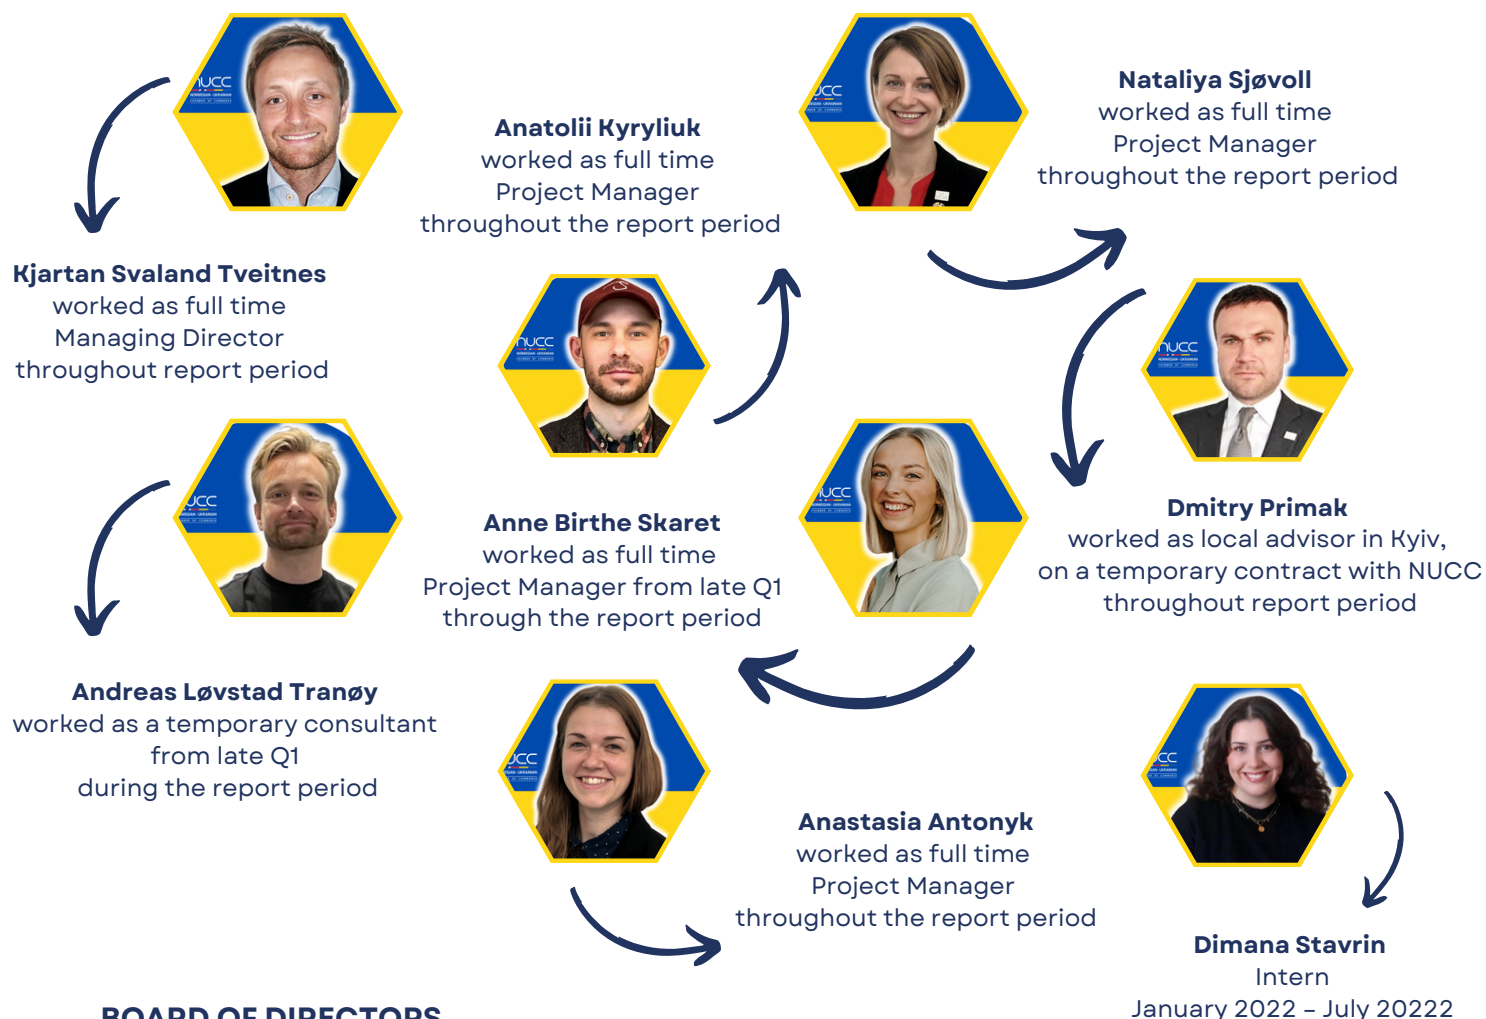 Kjartan Svaland Tveitnes
worked as full time
Managing Director
throughout report period
Anatolii Kyryliuk
worked as full time
Project Manager
throughout the report period
Nataliya Sjøvoll
worked as full time
Project Manager
throughout the report period
Dmitry Primak
worked as local advisor in Kyiv,
on a temporary contract with NUCC
throughout report period
Andreas Løvstad Tranøy
worked as a temporary consultant
from late Q1
during the report period
Anne Birthe Skaret
worked as full time
Project Manager from late Q1
through the report period
Anastasia Antonyk
worked as full time
Project Manager
throughout the report period
Dimana Stavrin
Intern
January 2022 – July 20222
BOARD OF DIRECTORS